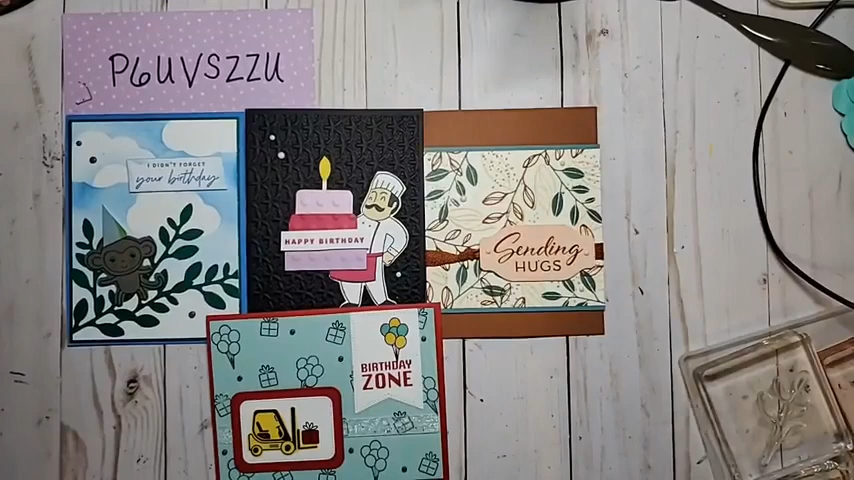 P6UVSZZU
I DIDN'T FORGET
your birthday
HAPPY BIRTHDAY
Sending
HUGS
BIRTHDAY
ZONE